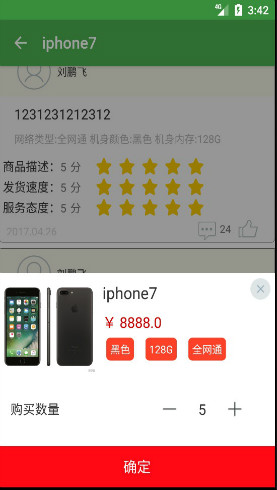 4G 3:42
iphone7
刘鹏飞
1231231212312
网络类型:全网通 机身颜色:黑色 机身内存:128G
商品描述: 5 分
发货速度: 5 分
服务态度: 5 分
2017.04.26
24
刘鹏飞
iphone7
¥ 8888.0
黑色 128G 全网通
购买数量
5
确定